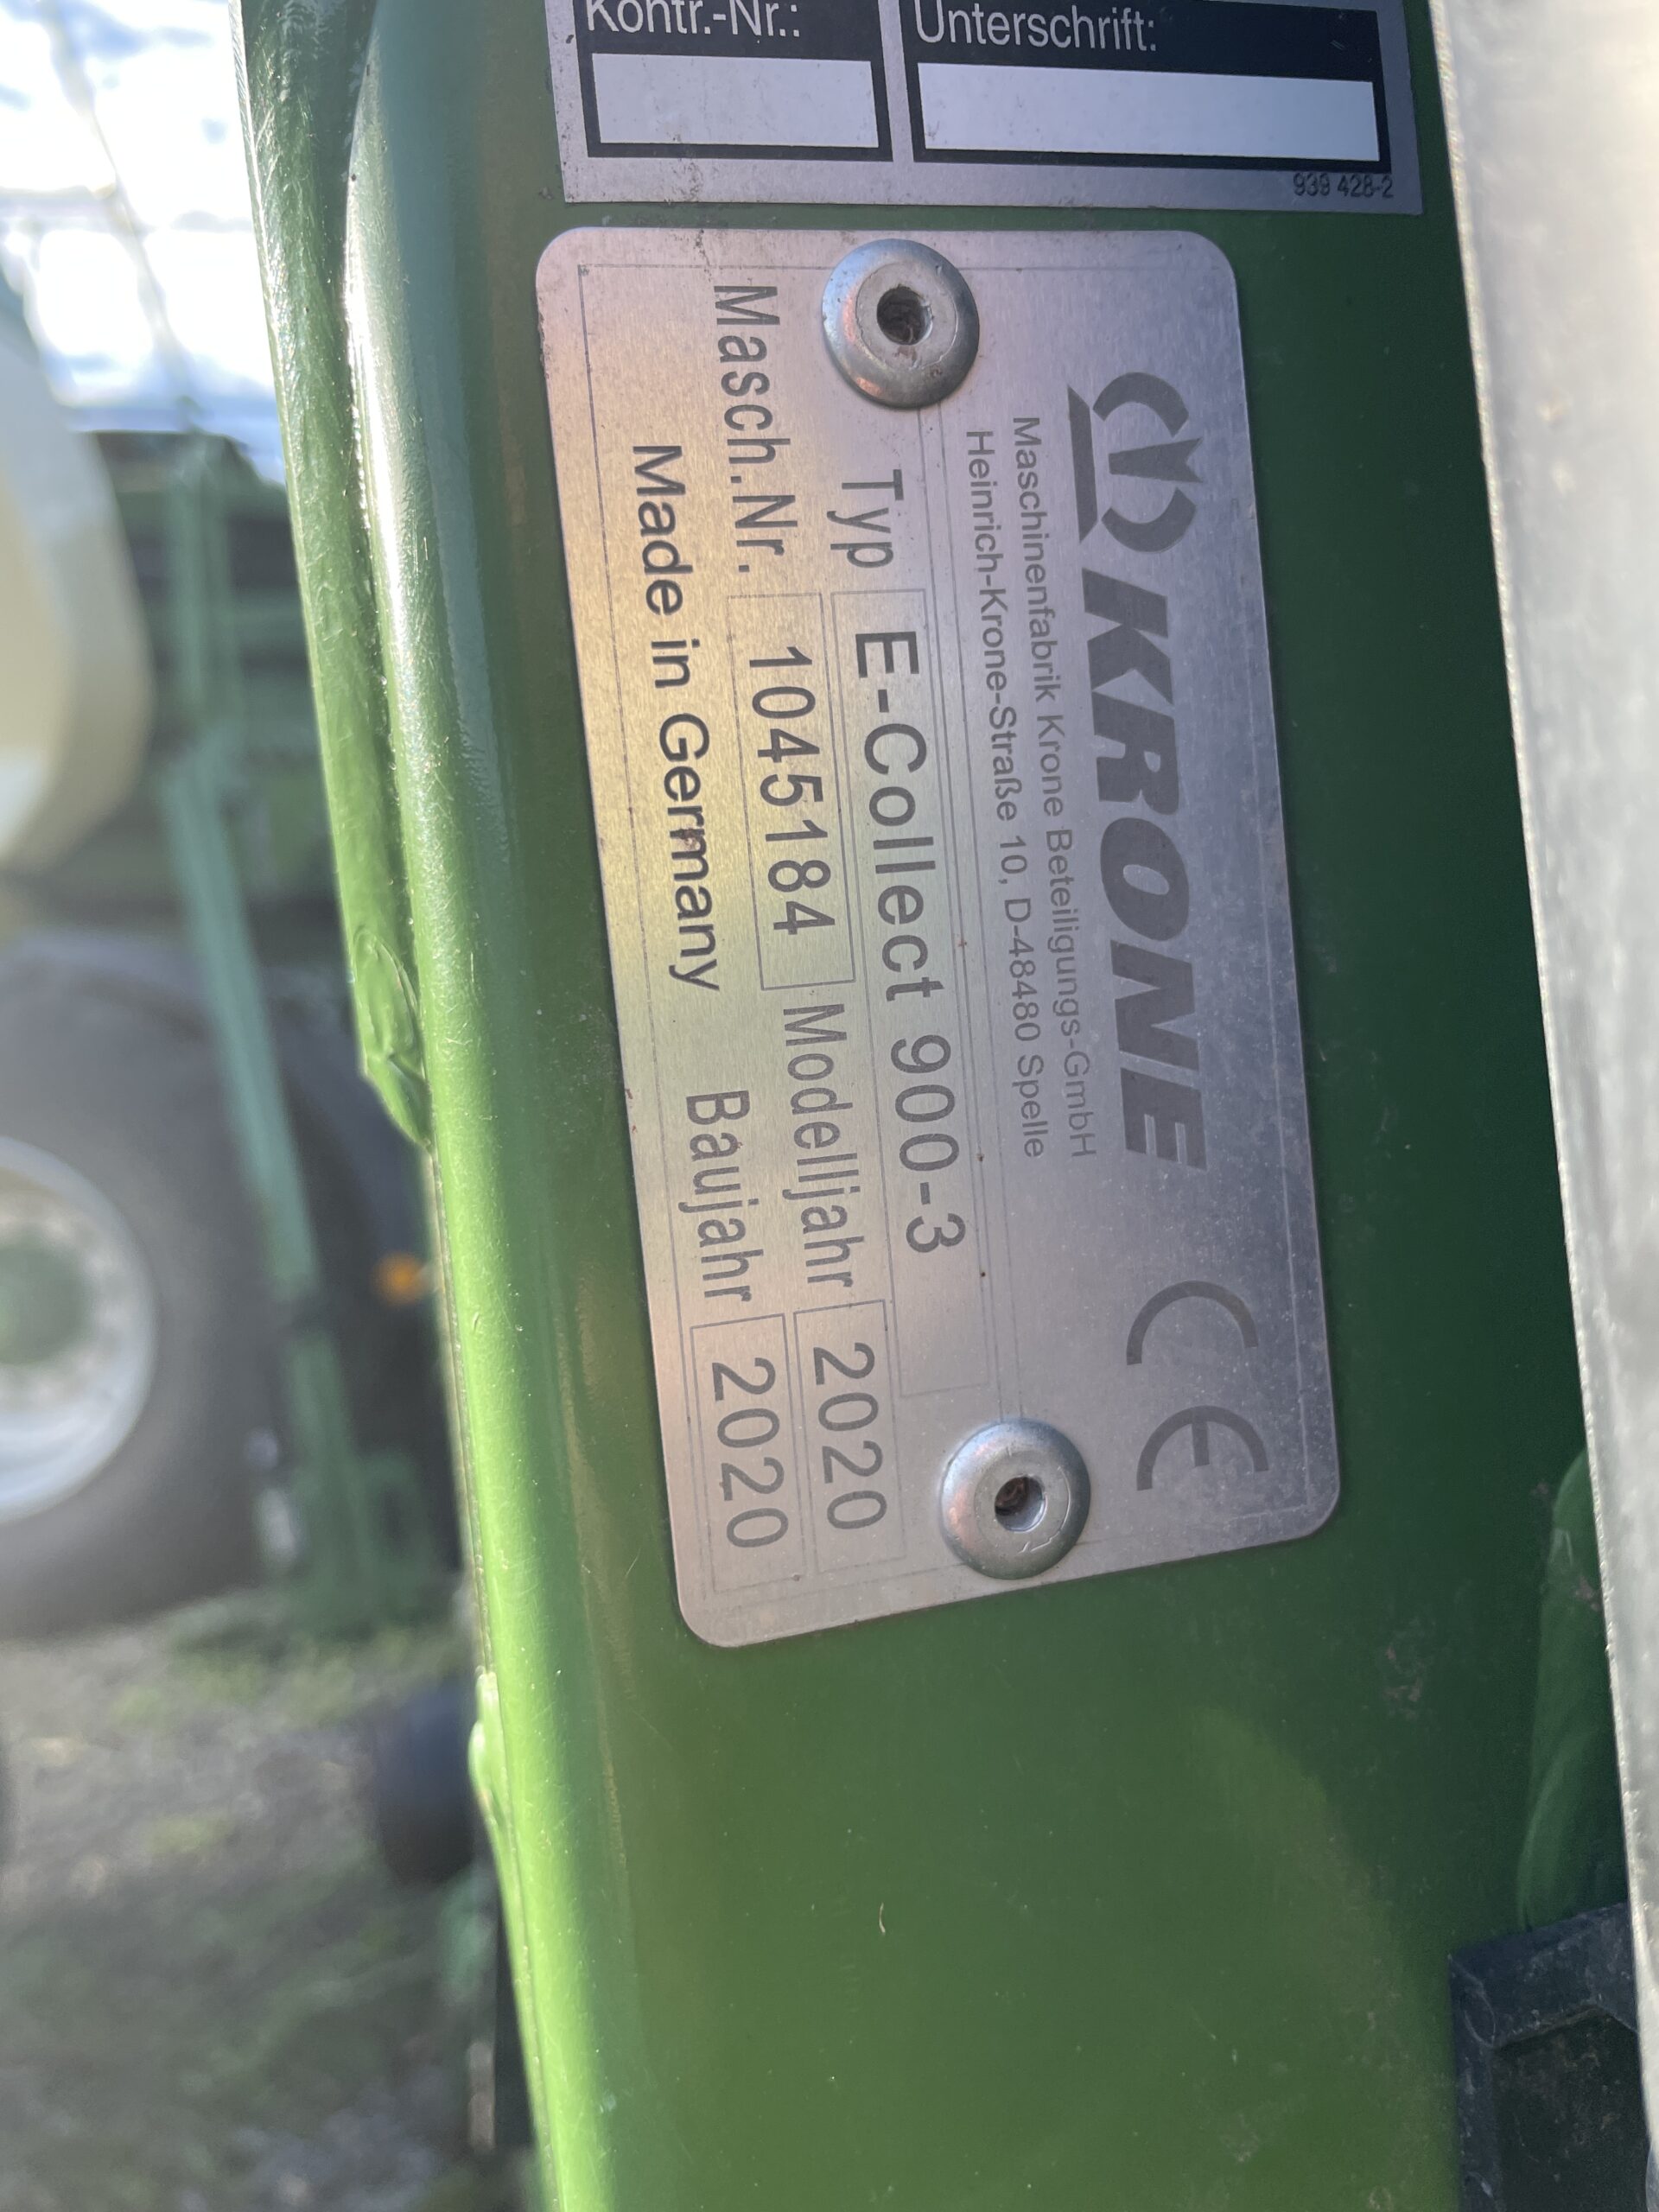 Kontr.-Nr.: Unterschrift:
939 428-2
KRONE CE
Maschinenfabrik Krone Beteiligungs-GmbH
Heinrich-Krone-Straße 10, D-48480 Spelle
Typ E-Collect 900-3
Masch.Nr. 1045184 Modelljahr 2020
Made in Germany Baujahr 2020